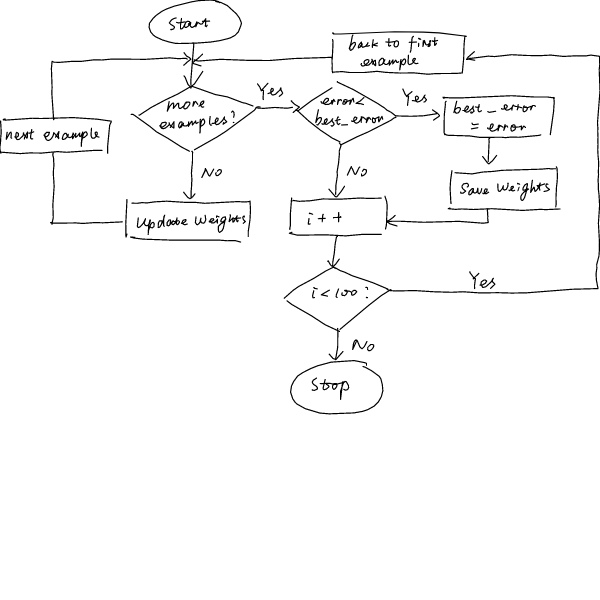 Start
back to first
example
more
examples?
Yes
error<
best_error
Yes
best_error
= error
next example
No
No
Save Weights
Update Weights
i++
i<100?
Yes
No
Stop